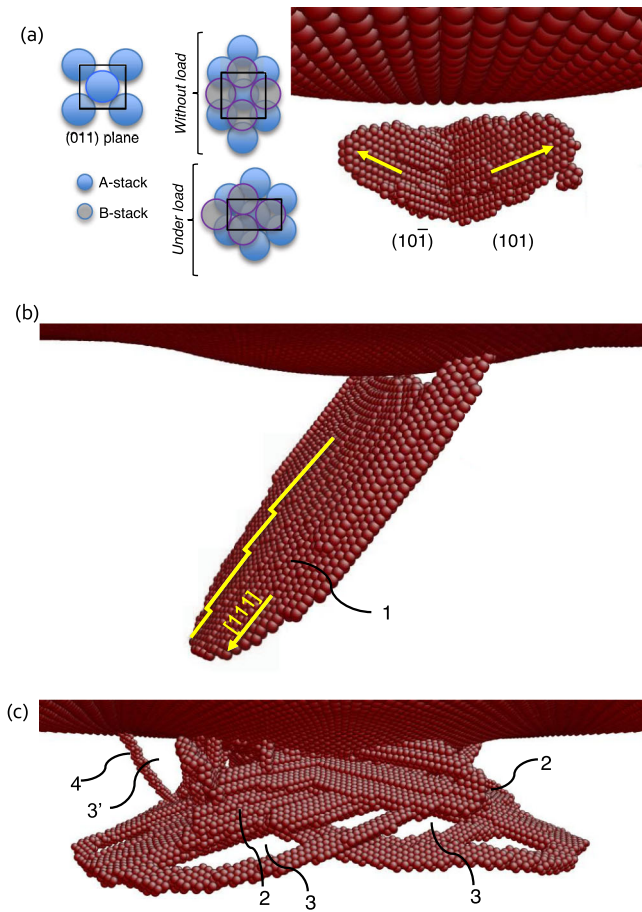 (a)
Without load
(011) plane
A-stack
B-stack
Under load
(101̅)
(101)
(b)
[111]
1
(c)
4
3’
2
2
3
3